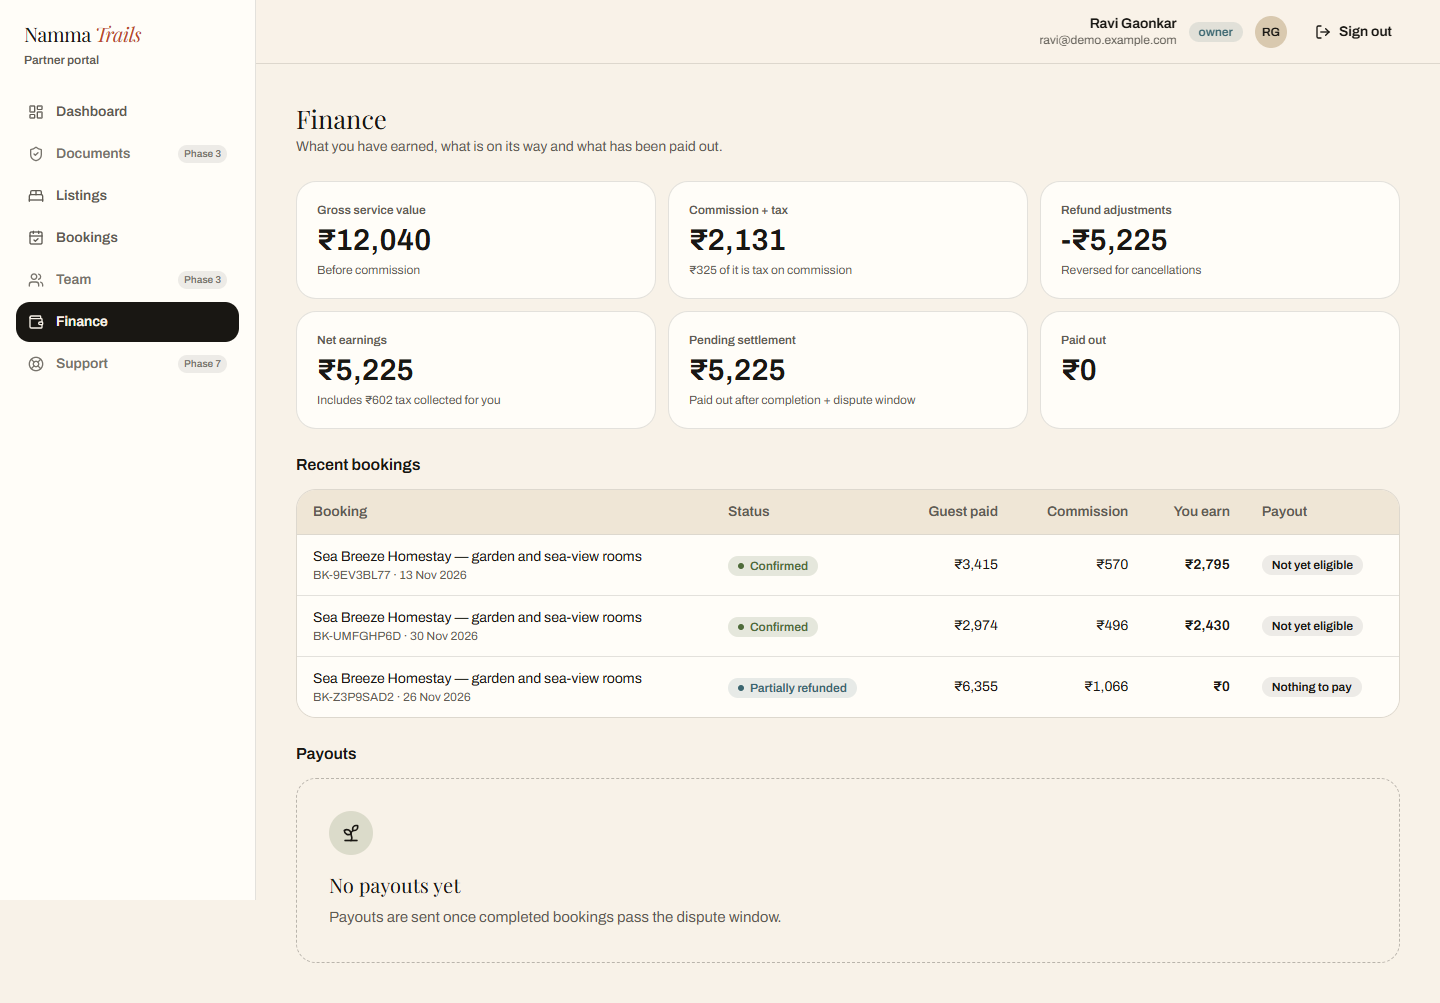 Namma Trails
Partner portal
Dashboard
Documents Phase 3
Listings
Bookings
Team Phase 3
Finance
Support Phase 7
Ravi Gaonkar
ravi@demo.example.com
owner
RG
Sign out
Finance
What you have earned, what is on its way and what has been paid out.
Gross service value
₹12,040
Before commission
Commission + tax
₹2,131
₹325 of it is tax on commission
Refund adjustments
-₹5,225
Reversed for cancellations
Net earnings
₹5,225
Includes ₹602 tax collected for you
Pending settlement
₹5,225
Paid out after completion + dispute window
Paid out
₹0
Recent bookings
Booking Status Guest paid Commission You earn Payout
Sea Breeze Homestay — garden and sea-view rooms
BK-9EV3BL77 · 13 Nov 2026
Confirmed ₹3,415 ₹570 ₹2,795 Not yet eligible
Sea Breeze Homestay — garden and sea-view rooms
BK-UMFGHP6D · 30 Nov 2026
Confirmed ₹2,974 ₹496 ₹2,430 Not yet eligible
Sea Breeze Homestay — garden and sea-view rooms
BK-Z3P9SAD2 · 26 Nov 2026
Partially refunded ₹6,355 ₹1,066 ₹0 Nothing to pay
Payouts
No payouts yet
Payouts are sent once completed bookings pass the dispute window.